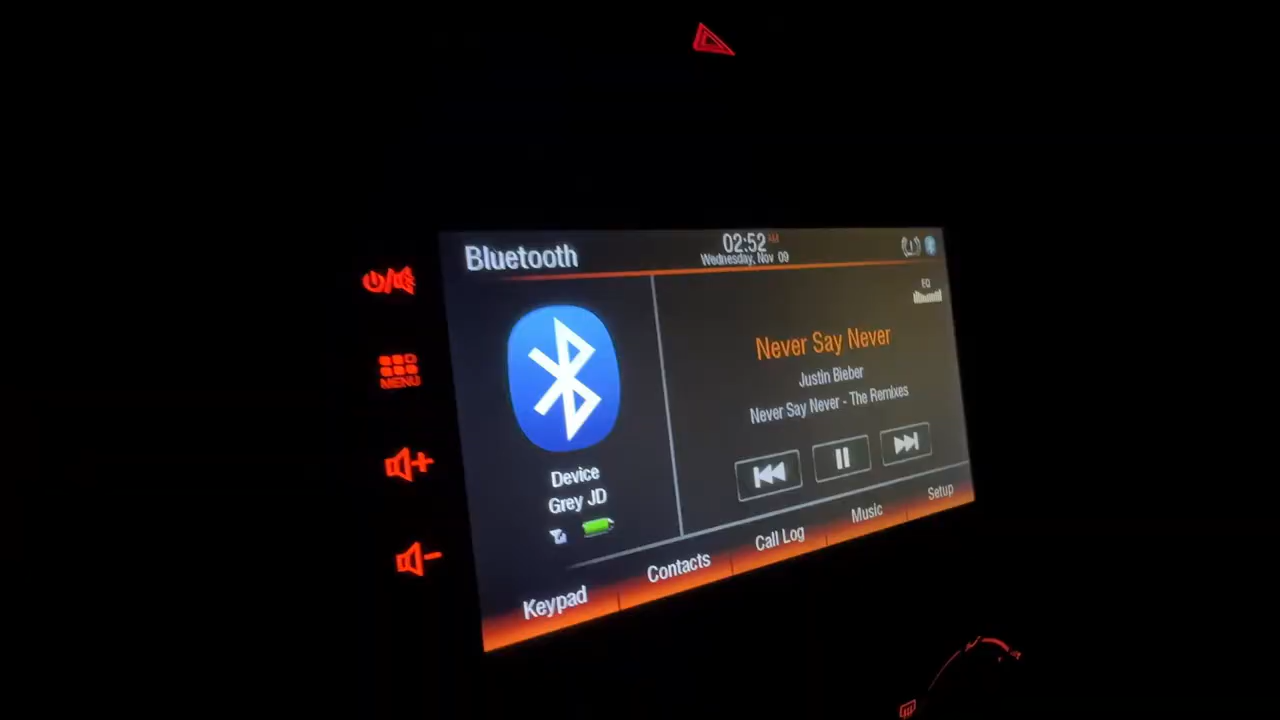 Bluetooth
02:52 AM
Wednesday, Nov 09
EQ
MENU
Never Say Never
Justin Bieber
Never Say Never - The Remixes
Device
Grey JD
Keypad
Contacts
Call Log
Music
Setup